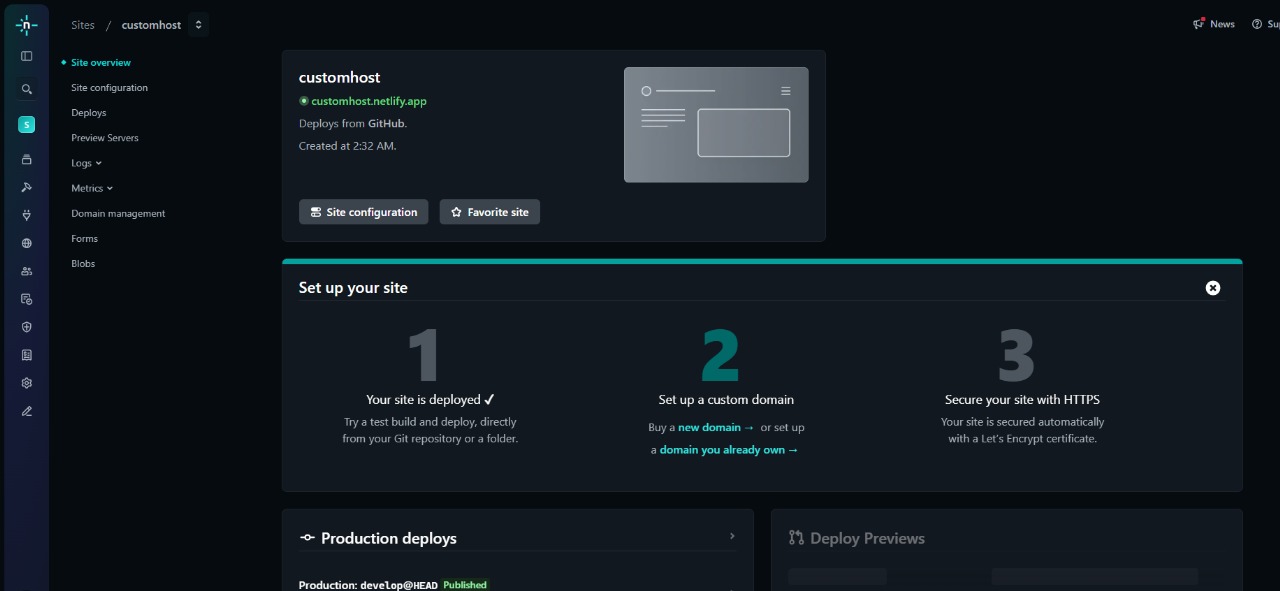 Sites / customhost
News
Site overview
Site configuration
Deploys
Preview Servers
Logs
Metrics
Domain management
Forms
Blobs
S
customhost
customhost.netlify.app
Deploys from GitHub.
Created at 2:32 AM.
Site configuration
Favorite site
Set up your site
1
Your site is deployed ✓
Try a test build and deploy, directly
from your Git repository or a folder.
2
Set up a custom domain
Buy a new domain → or set up
a domain you already own →
3
Secure your site with HTTPS
Your site is secured automatically
with a Let's Encrypt certificate.
Production deploys
Production: develop@HEAD Published
Deploy Previews